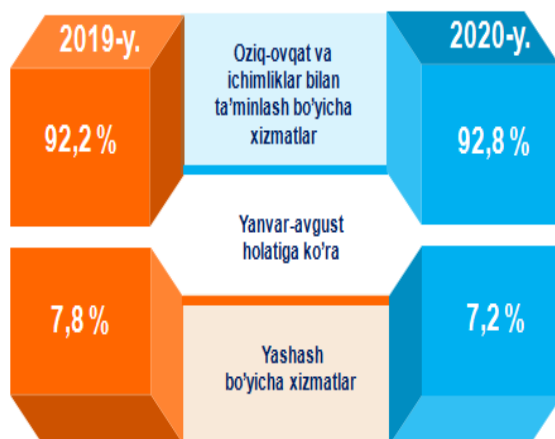 2019-y.
Oziq-ovqat va
ichimliklar bilan
ta'minlash bo'yicha
xizmatlar
2020-y.
92,2 %
92,8 %
Yanvar-avgust
holatiga ko'ra
7,8 %
7,2 %
Yashash
bo'yicha xizmatlar